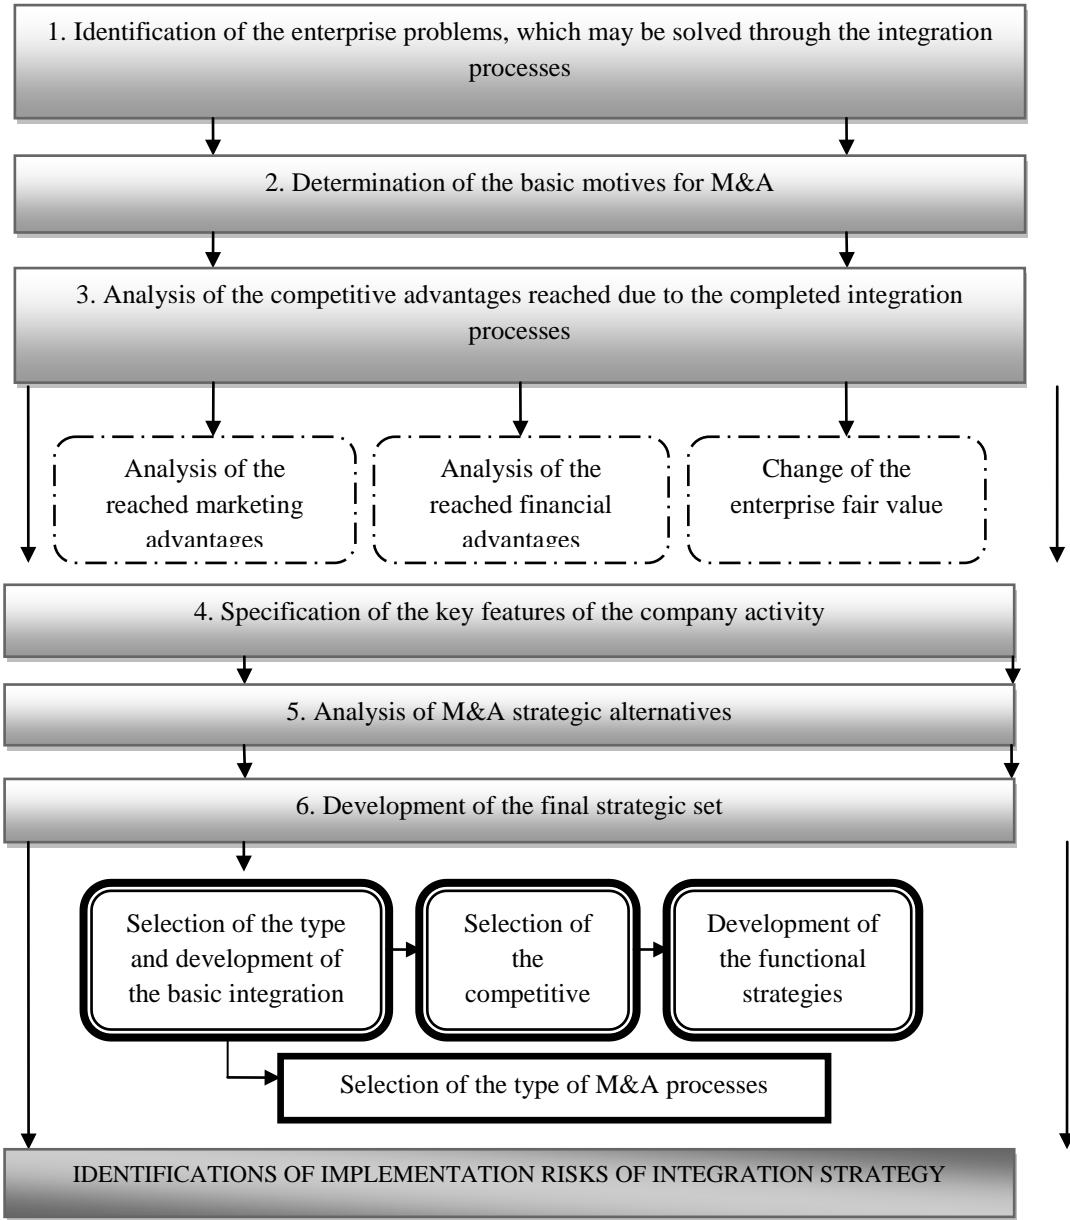 1. Identification of the enterprise problems, which may be solved through the integration
processes
2. Determination of the basic motives for M&A
3. Analysis of the competitive advantages reached due to the completed integration
processes
Analysis of the
reached marketing
advantages
Analysis of the
reached financial
advantages
Change of the
enterprise fair value
4. Specification of the key features of the company activity
5. Analysis of M&A strategic alternatives
6. Development of the final strategic set
Selection of the type
and development of
the basic integration
Selection of
the
competitive
Development of
the functional
strategies
Selection of the type of M&A processes
IDENTIFICATIONS OF IMPLEMENTATION RISKS OF INTEGRATION STRATEGY